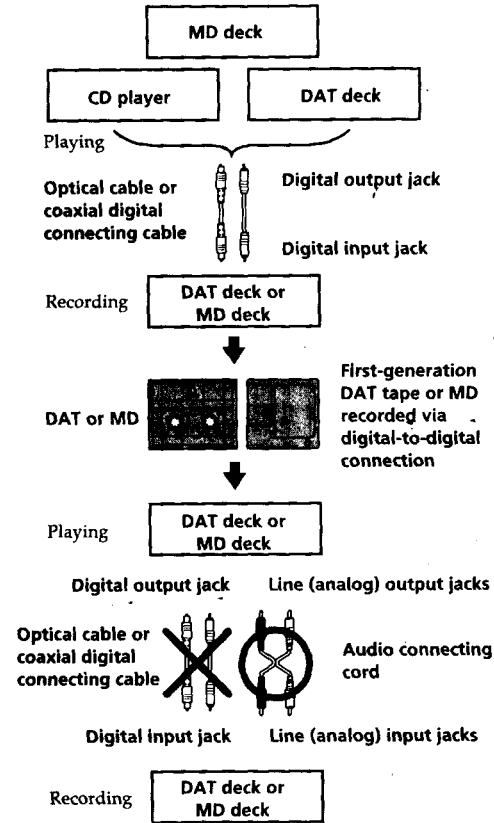 MD deck
CD player
DAT deck
Playing
Optical cable or
coaxial digital
connecting cable
Digital output jack
Digital input jack
Recording
DAT deck or
MD deck
DAT or MD
First-generation
DAT tape or MD
recorded via
digital-to-digital
connection
Playing
DAT deck or
MD deck
Digital output jack
Line (analog) output jacks
Optical cable or
coaxial digital
connecting cable
Audio connecting
cord
Digital input jack
Line (analog) input jacks
Recording
DAT deck or
MD deck